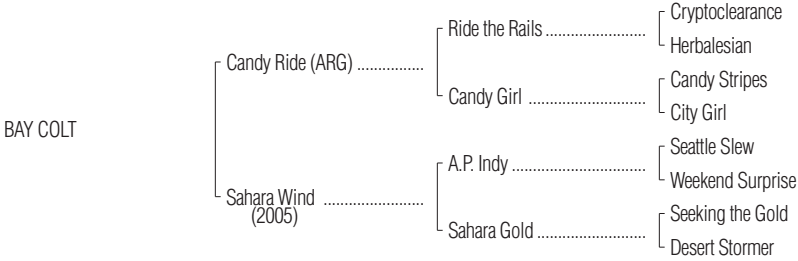 Cryptoclearance
Ride the Rails ........................
Herbalesian
Candy Ride (ARG) ................
Candy Stripes
Candy Girl ............................
City Girl
BAY COLT
Seattle Slew
A.P. Indy ................................
Weekend Surprise
Sahara Wind ........................
(2005)
Seeking the Gold
Sahara Gold ..........................
Desert Stormer